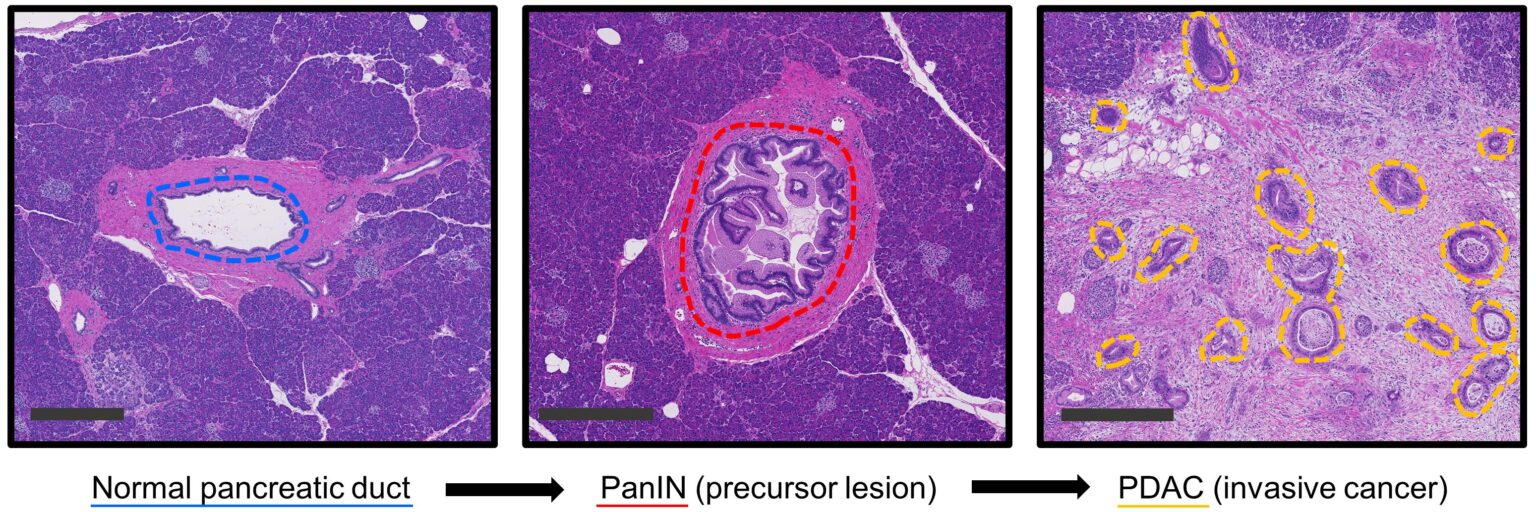 Normal pancreatic duct PanIN (precursor lesion) PDAC (invasive cancer)